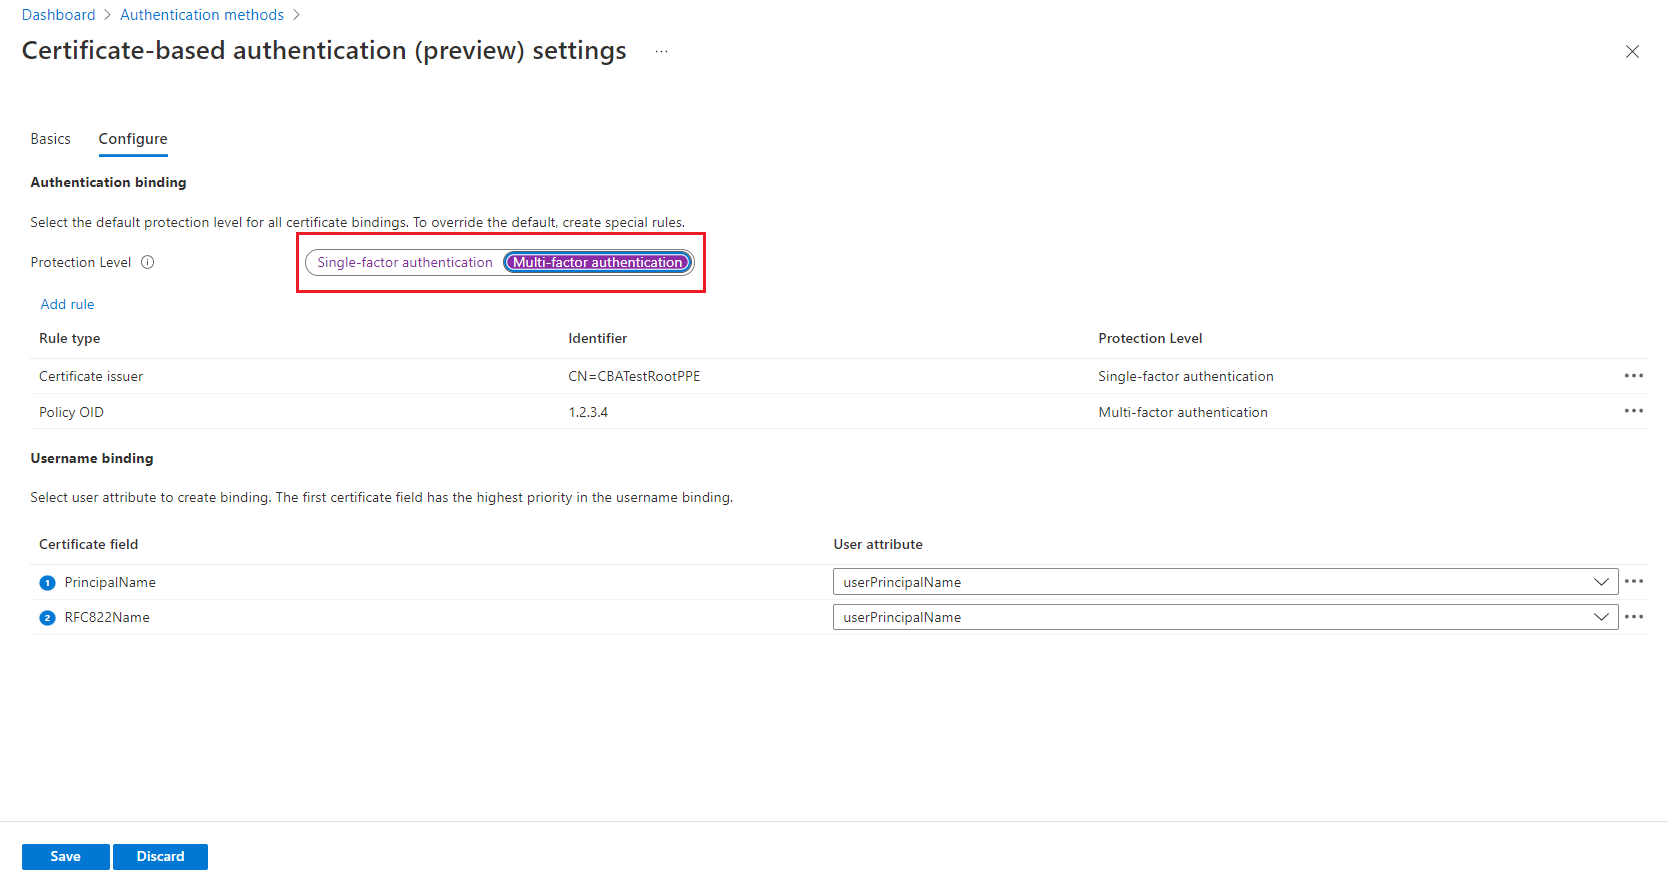 Dashboard > Authentication methods >
Certificate-based authentication (preview) settings ...
Basics Configure
Authentication binding
Select the default protection level for all certificate bindings. To override the default, create special rules.
Protection Level Single-factor authentication Multi-factor authentication
Add rule
Rule type Identifier Protection Level
Certificate issuer CN=CBATestRootPPE Single-factor authentication
Policy OID 1.2.3.4 Multi-factor authentication
Username binding
Select user attribute to create binding. The first certificate field has the highest priority in the username binding.
Certificate field User attribute
1 PrincipalName userPrincipalName
2 RFC822Name userPrincipalName
Save Discard